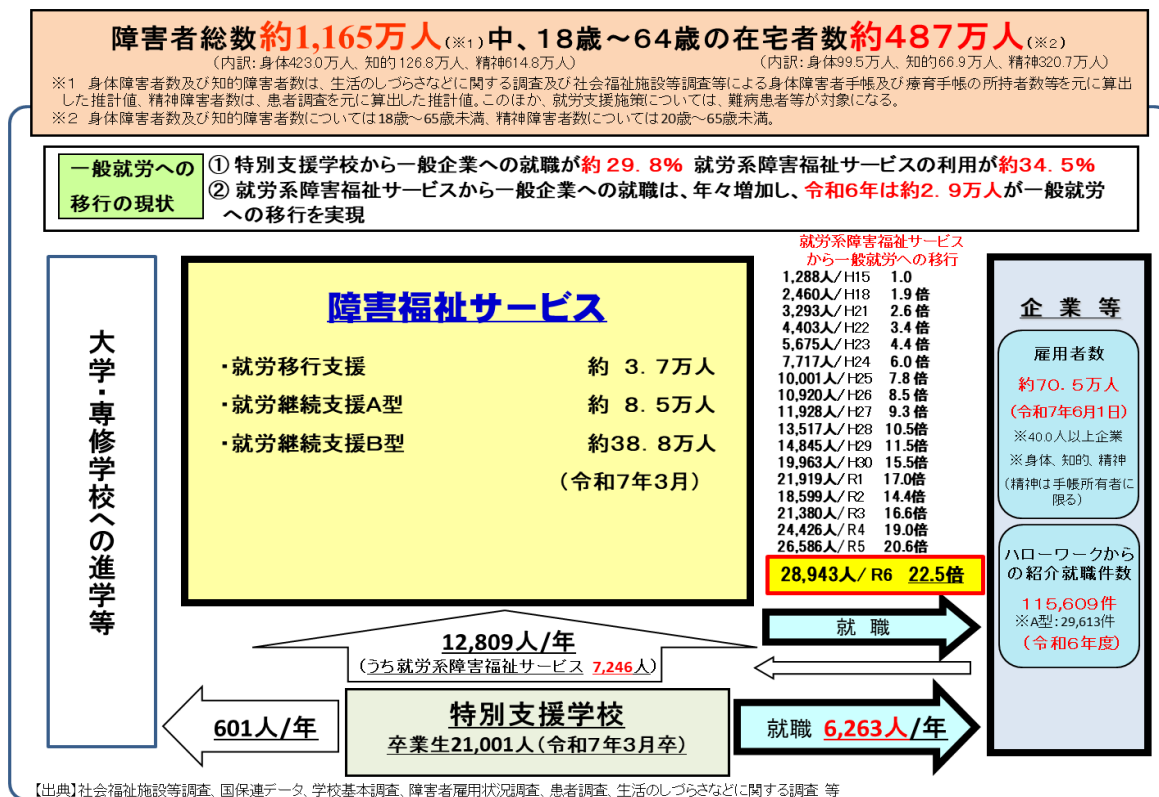 障害者総数約1,165万人(※1)中、18歳～64歳の在宅者数約487万人(※2)
（内訳:身体423.0万人、知的126.8万人、精神614.8万人）
（内訳:身体99.5万人、知的66.9万人、精神320.7万人）
※1 身体障害者数及び知的障害者数は、生活のしづらさなどに関する調査及び社会福祉施設等調査等による身体障害者手帳及び療育手帳の所持者数等を元に算出
した推計値、精神障害者数は、患者調査を元に算出した推計値。このほか、就労支援施策については、難病患者等が対象になる。
※2 身体障害者数及び知的障害者数については18歳～65歳未満、精神障害者数については20歳～65歳未満。
一般就労への
移行の現状
① 特別支援学校から一般企業への就職が約29.8% 就労系障害福祉サービスの利用が約34.5%
② 就労系障害福祉サービスから一般企業への就職は、年々増加し、令和6年は約2.9万人が一般就労
への移行を実現
大学・専修学校への進学等
障害福祉サービス
・就労移行支援 約 3.7万人
・就労継続支援A型 約 8.5万人
・就労継続支援B型 約38.8万人
（令和7年3月）
就労系障害福祉サービス
から一般就労への移行
1,288人/H15 1.0
2,460人/H18 1.9倍
3,293人/H21 2.6倍
4,403人/H22 3.4倍
5,675人/H23 4.4倍
7,717人/H24 6.0倍
10,001人/H25 7.8倍
10,920人/H26 8.5倍
11,928人/H27 9.3倍
13,517人/H28 10.5倍
14,845人/H29 11.5倍
19,963人/H30 15.5倍
21,919人/R1 17.0倍
18,599人/R2 14.4倍
21,380人/R3 16.6倍
24,426人/R4 19.0倍
26,586人/R5 20.6倍
28,943人/R6 22.5倍
企業等
雇用者数
約70.5万人
（令和7年6月1日）
※40.0人以上企業
※身体、知的、精神
（精神は手帳所有者に
限る）
ハローワークから
の紹介就職件数
115,609件
※A型:29,613件
（令和6年度）
就職
12,809人/年
（うち就労系障害福祉サービス 7,246人）
601人/年
特別支援学校
卒業生21,001人（令和7年3月卒）
就職 6,263人/年
【出典】社会福祉施設等調査、国保連データ、学校基本調査、障害者雇用状況調査、患者調査、生活のしづらさなどに関する調査 等